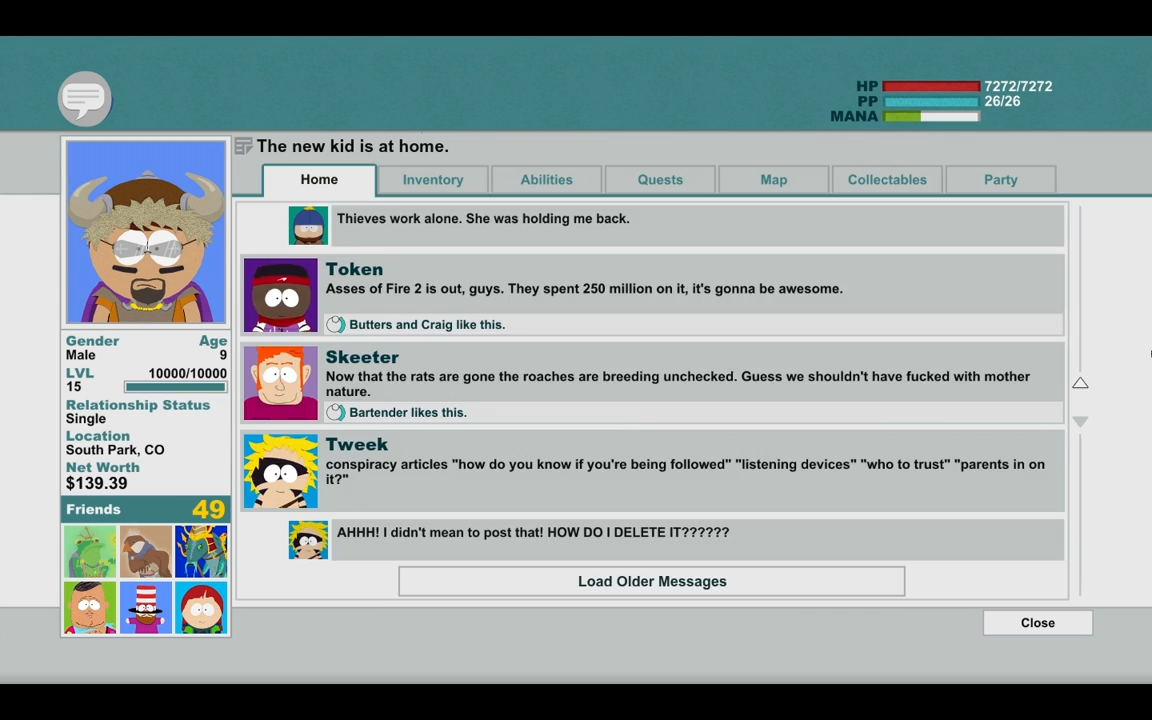 HP 7272/7272
PP 26/26
MANA
The new kid is at home.
Home Inventory Abilities Quests Map Collectables Party
Thieves work alone. She was holding me back.
Token
Asses of Fire 2 is out, guys. They spent 250 million on it, it's gonna be awesome.
Butters and Craig like this.
Skeeter
Now that the rats are gone the roaches are breeding unchecked. Guess we shouldn't have fucked with mother
nature.
Bartender likes this.
Tweek
conspiracy articles "how do you know if you're being followed" "listening devices" "who to trust" "parents in on
it?"
AHHH! I didn't mean to post that! HOW DO I DELETE IT??????
Load Older Messages
Gender Age
Male 9
LVL 10000/10000
15
Relationship Status
Single
Location
South Park, CO
Net Worth
$139.39
Friends 49
Close